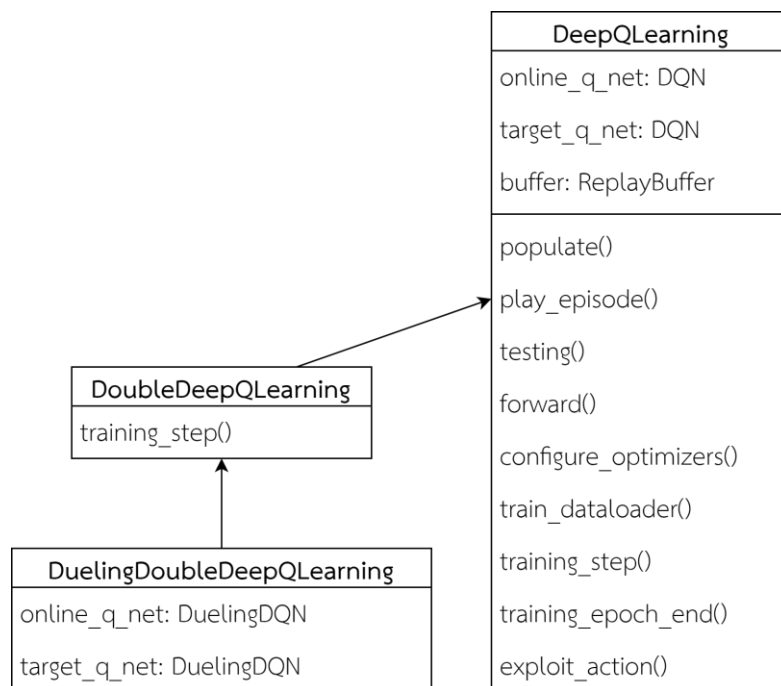 DeepQLearning
online_q_net: DQN
target_q_net: DQN
buffer: ReplayBuffer
populate()
play_episode()
testing()
forward()
configure_optimizers()
train_dataloader()
training_step()
training_epoch_end()
exploit_action()
DoubleDeepQLearning
training_step()
DuelingDoubleDeepQLearning
online_q_net: DuelingDQN
target_q_net: DuelingDQN